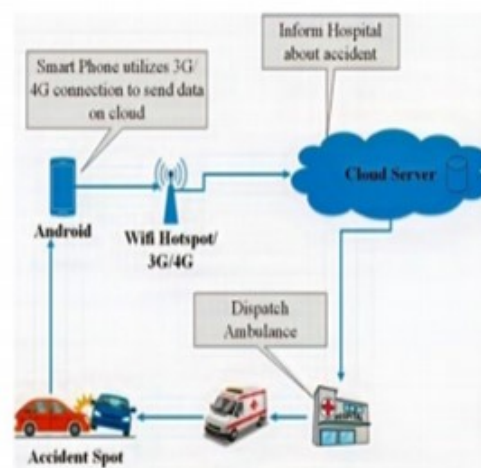 Inform Hospital
about accident
Smart Phone utilizes 3G/
4G connection to send data
on cloud
Cloud Server
Android
Wifi Hotspot/
3G/4G
Dispatch
Ambulance
HOSPITAL
Accident Spot